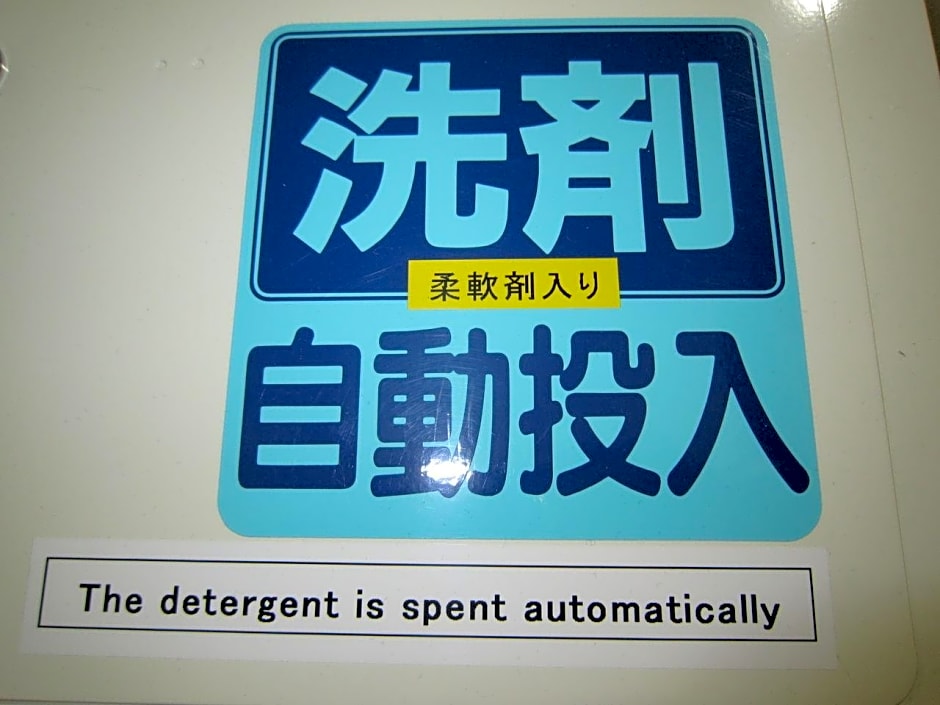 洗剤
柔軟剤入り
自動投入
The detergent is spent automatically